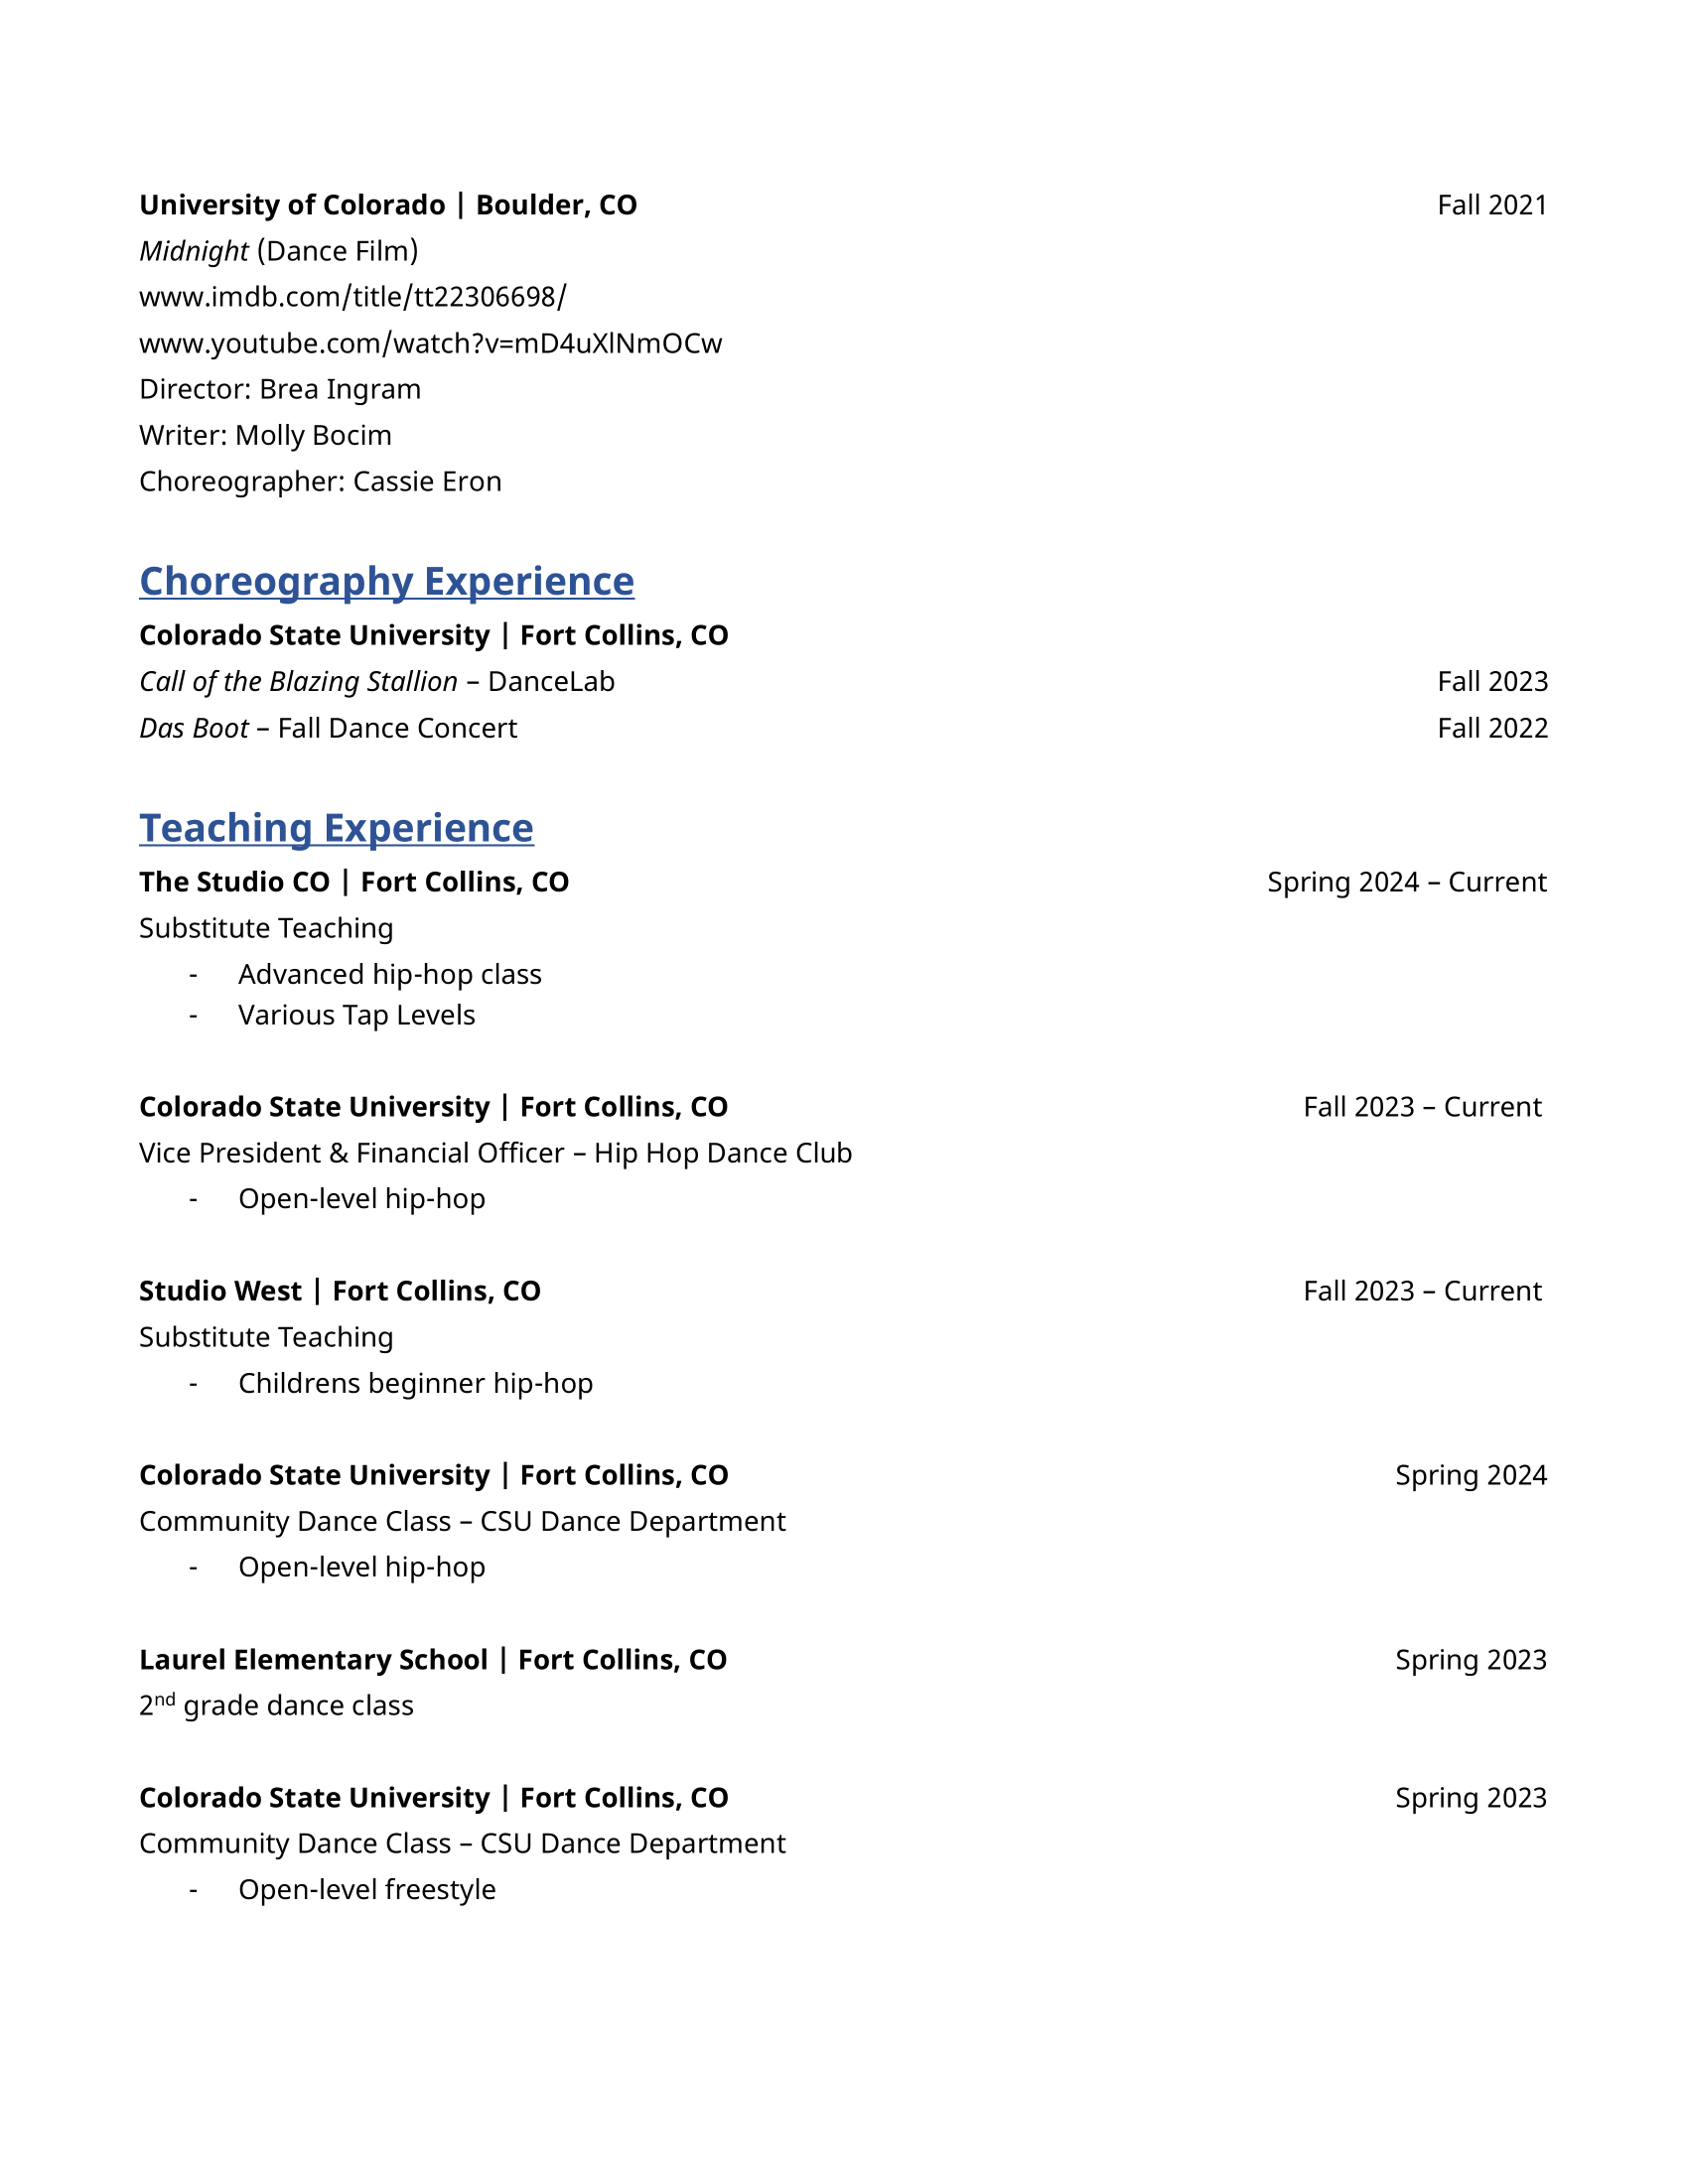 University of Colorado | Boulder, CO Fall 2021
Midnight (Dance Film)
www.imdb.com/title/tt22306698/
www.youtube.com/watch?v=mD4uXlNmOCw
Director: Brea Ingram
Writer: Molly Bocim
Choreographer: Cassie Eron
Choreography Experience
Colorado State University | Fort Collins, CO
Call of the Blazing Stallion – DanceLab Fall 2023
Das Boot – Fall Dance Concert Fall 2022
Teaching Experience
The Studio CO | Fort Collins, CO Spring 2024 – Current
Substitute Teaching
- Advanced hip-hop class
- Various Tap Levels
Colorado State University | Fort Collins, CO Fall 2023 – Current
Vice President & Financial Officer – Hip Hop Dance Club
- Open-level hip-hop
Studio West | Fort Collins, CO Fall 2023 – Current
Substitute Teaching
- Childrens beginner hip-hop
Colorado State University | Fort Collins, CO Spring 2024
Community Dance Class – CSU Dance Department
- Open-level hip-hop
Laurel Elementary School | Fort Collins, CO Spring 2023
2nd grade dance class
Colorado State University | Fort Collins, CO Spring 2023
Community Dance Class – CSU Dance Department
- Open-level freestyle